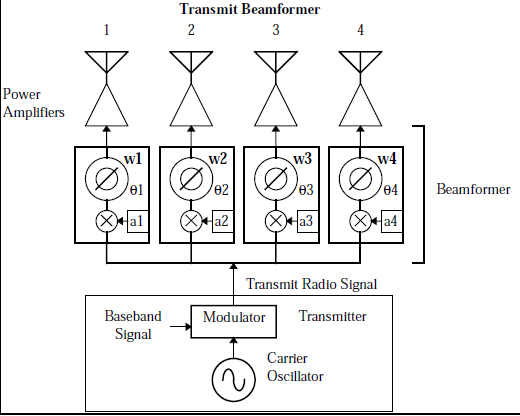 Transmit Beamformer
1 2 3 4
Power
Amplifiers
w1 w2 w3 w4
θ1 θ2 θ3 θ4
a1 a2 a3 a4
Beamformer
Transmit Radio Signal
Baseband
Signal
Modulator
Transmitter
Carrier
Oscillator